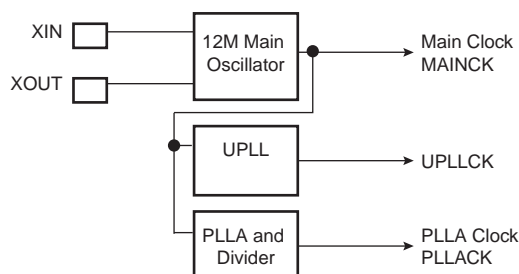 XIN
XOUT
12M Main
Oscillator
Main Clock
MAINCK
UPLL
UPLLCK
PLLA and
Divider
PLLA Clock
PLLACK